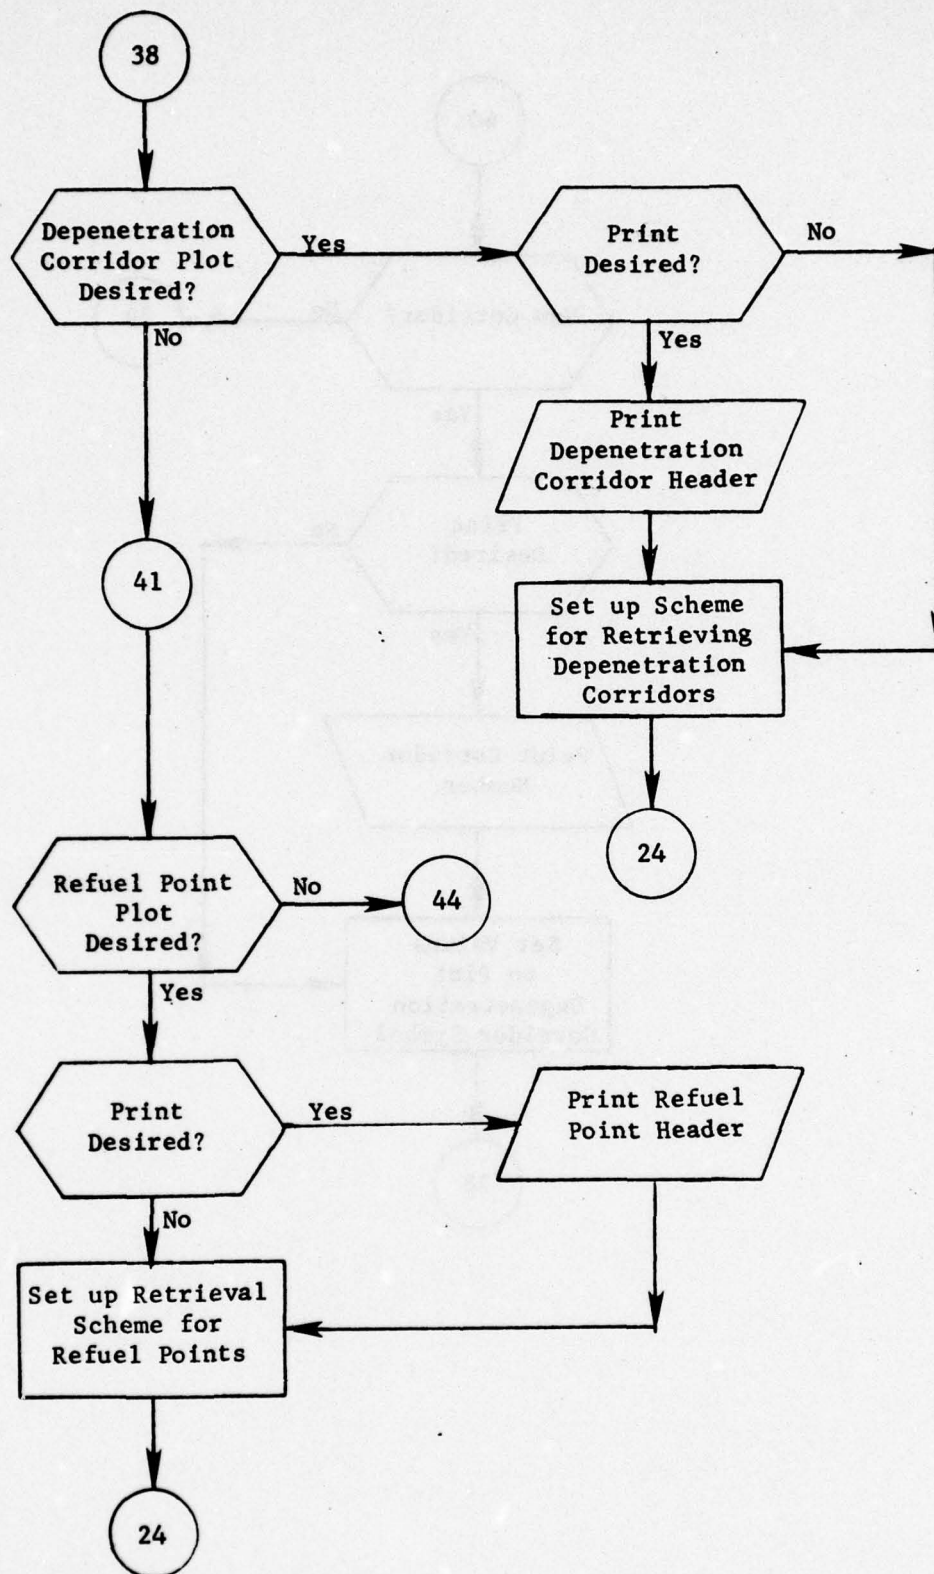 38
Depenetration
Corridor Plot
Desired?
Yes
Print
Desired?
No
No
Yes
Print
Depenetration
Corridor Header
41
Set up Scheme
for Retrieving
Depenetration
Corridors
24
Refuel Point
Plot
Desired?
No
44
Yes
Print
Desired?
Yes
Print Refuel
Point Header
No
Set up Retrieval
Scheme for
Refuel Points
24